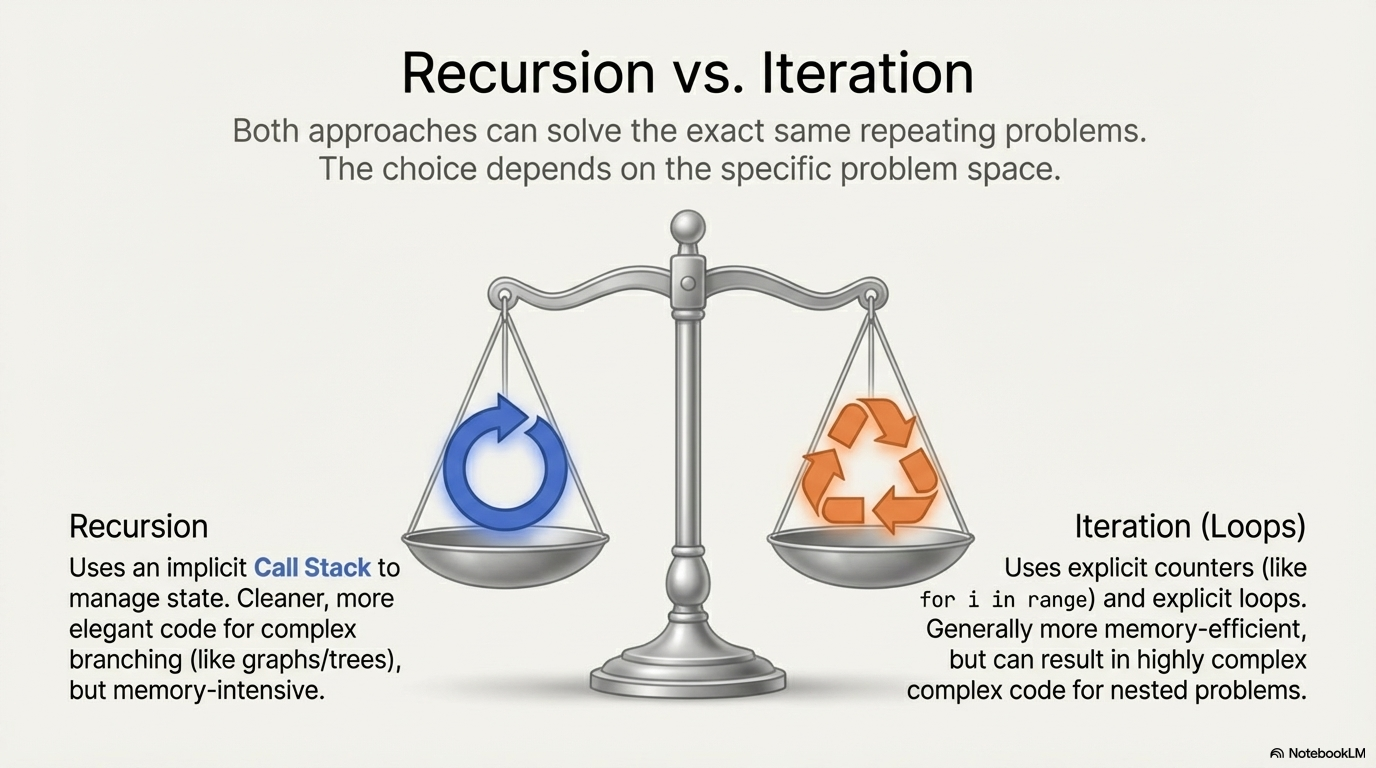 Recursion vs. Iteration
Both approaches can solve the exact same repeating problems.
The choice depends on the specific problem space.
Recursion
Uses an implicit Call Stack to
manage state. Cleaner, more
elegant code for complex
branching (like graphs/trees),
but memory-intensive.
Iteration (Loops)
Uses explicit counters (like
for i in range) and explicit loops.
Generally more memory-efficient,
but can result in highly complex
complex code for nested problems.
NotebookLM